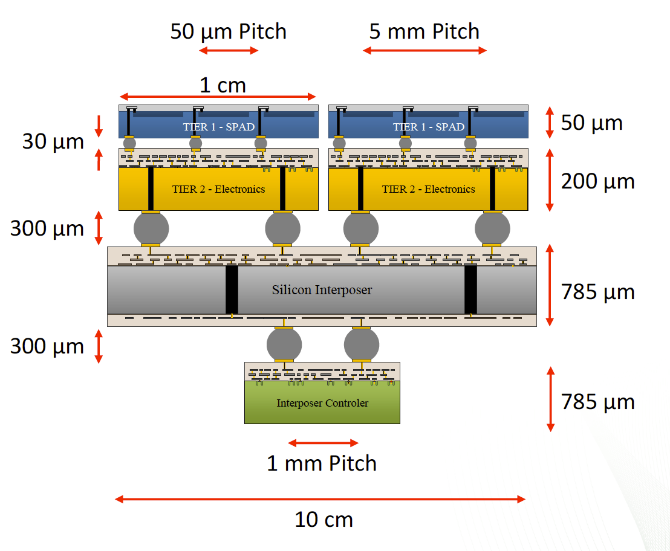 50 µm Pitch
5 mm Pitch
1 cm
TIER 1 - SPAD
TIER 1 - SPAD
50 µm
30 µm
TIER 2 - Electronics
TIER 2 - Electronics
200 µm
300 µm
Silicon Interposer
785 µm
300 µm
Interposer Controler
785 µm
1 mm Pitch
10 cm